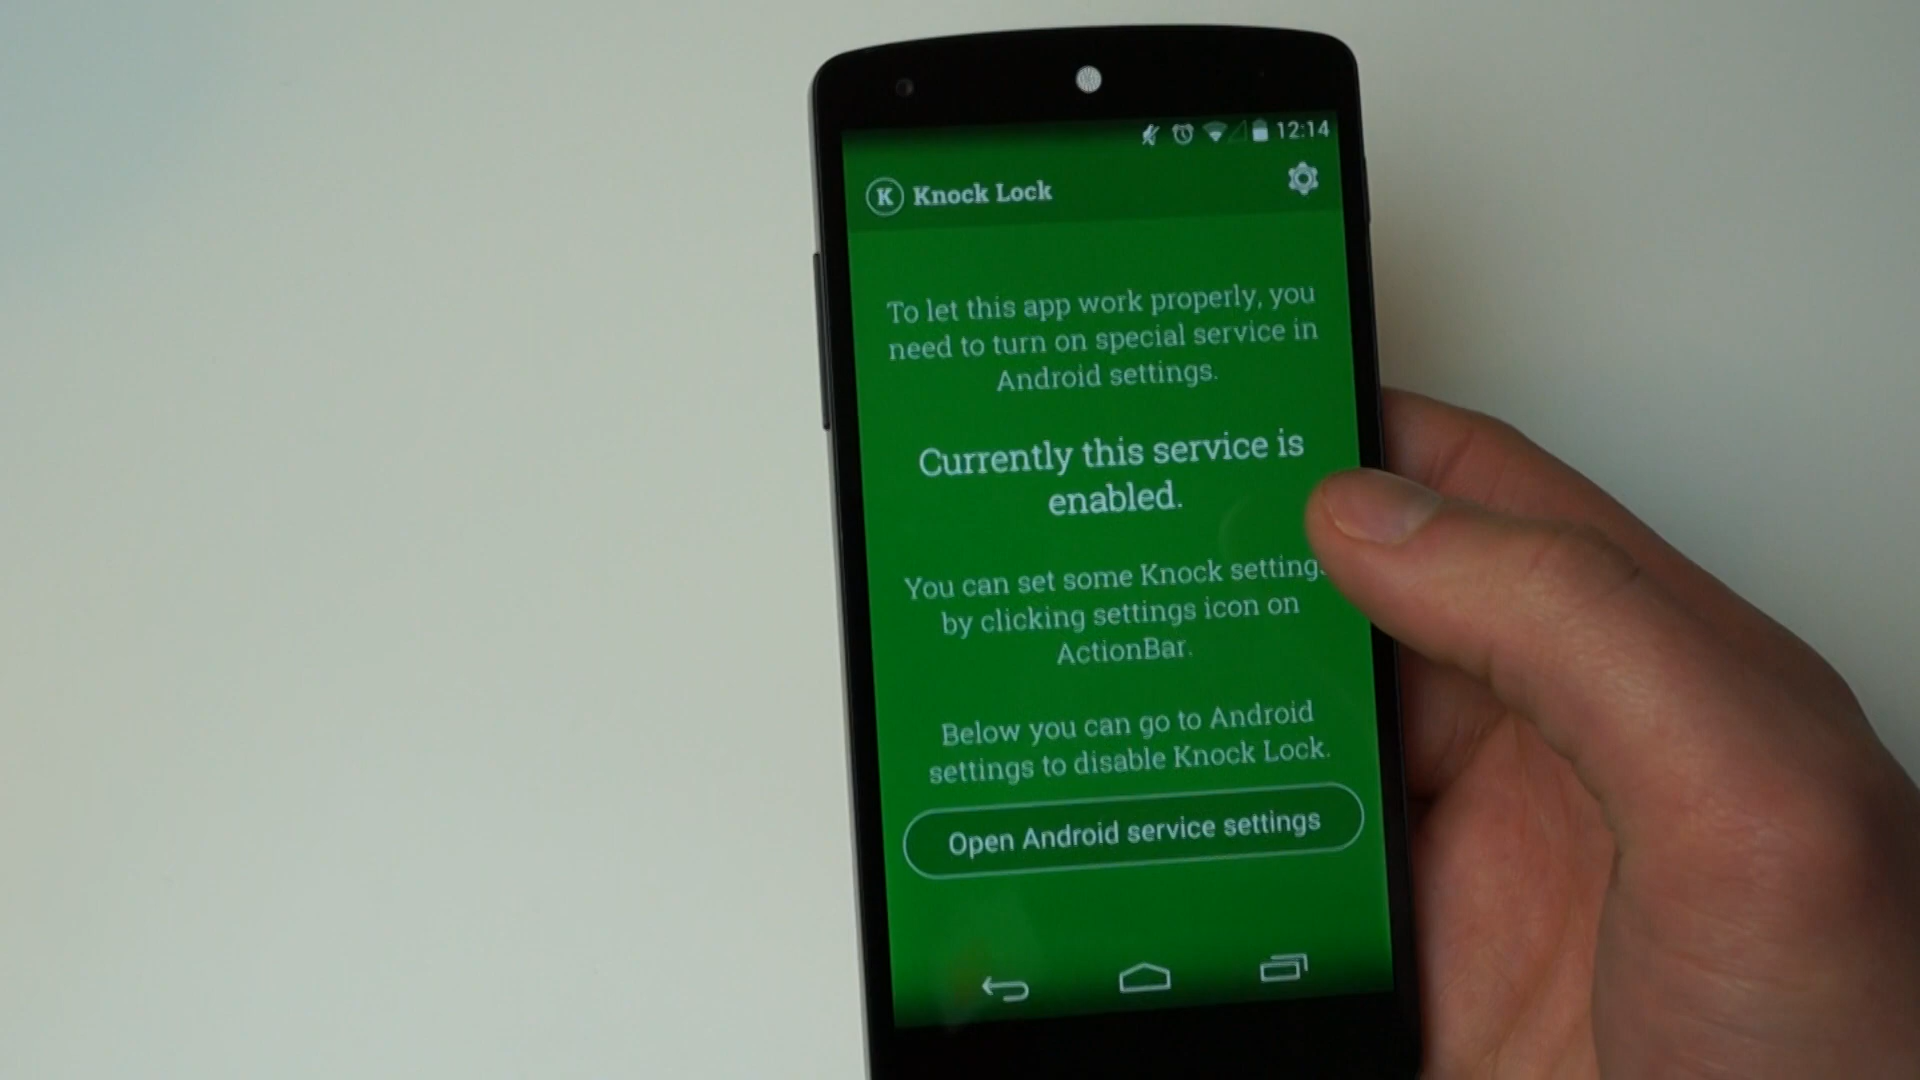 12:14
K Knock Lock
To let this app work properly, you
need to turn on special service in
Android settings.
Currently this service is
enabled.
You can set some Knock setting
by clicking settings icon on
ActionBar.
Below you can go to Android
settings to disable Knock Lock.
Open Android service settings